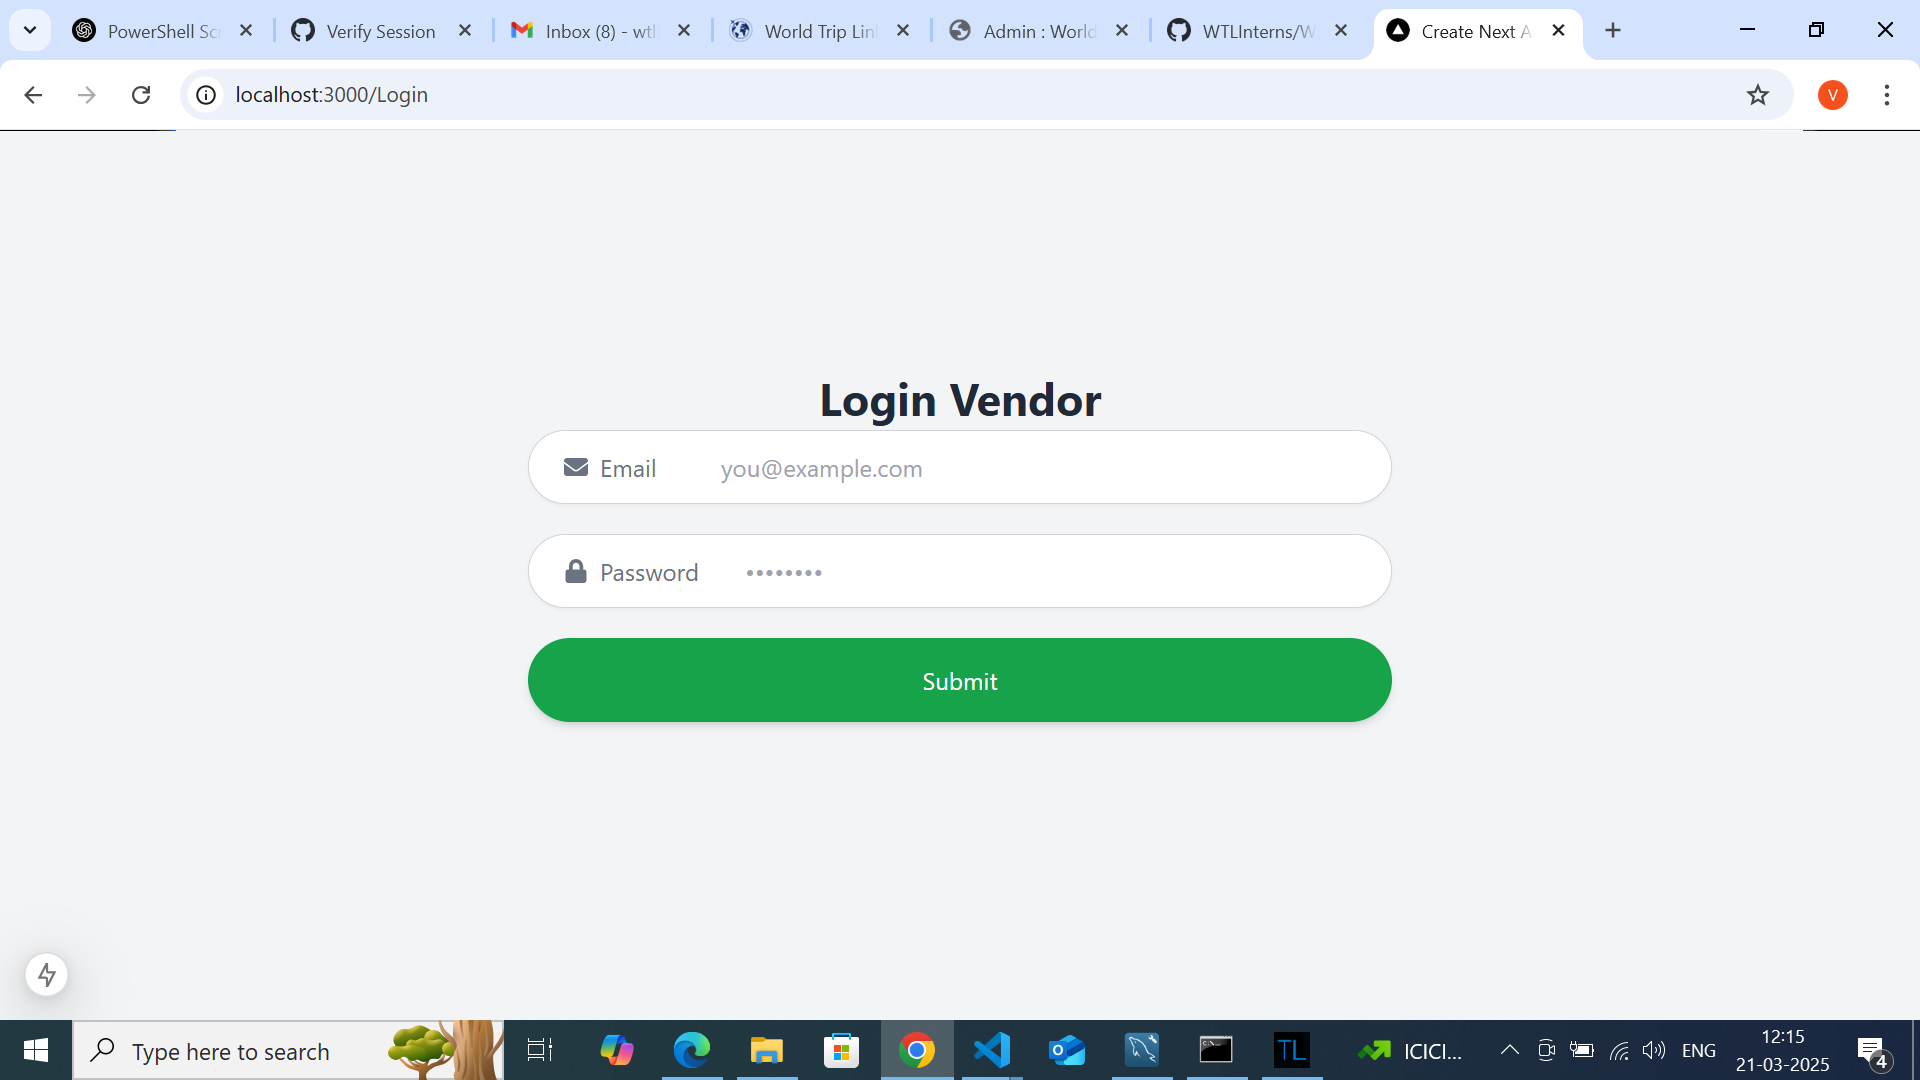 PowerShell Sc
Verify Session
Inbox (8) - wtl
World Trip Lin
Admin : World
WTLInterns/W
Create Next A
localhost:3000/Login
V
Login Vendor
Email you@example.com
Password ••••••••
Submit
Type here to search
TL
ICICI...
ENG
12:15
21-03-2025
4